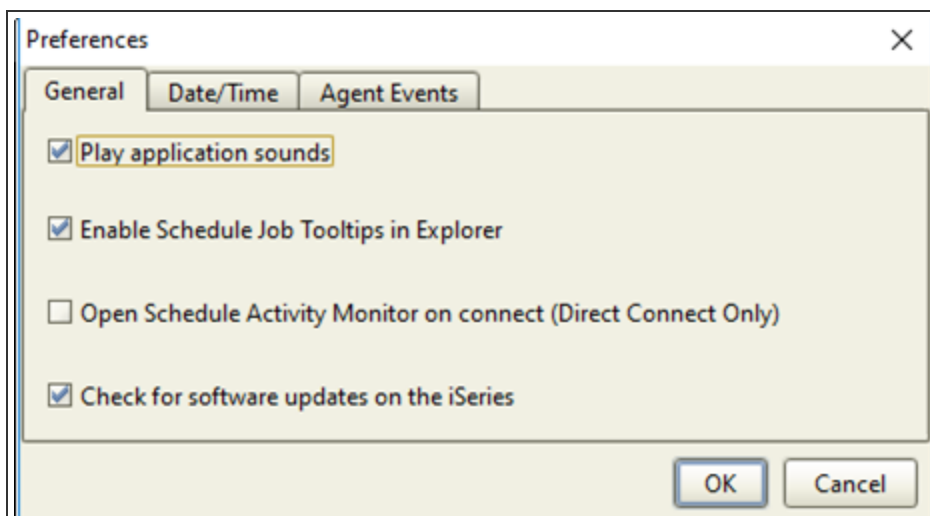 Preferences
General Date/Time Agent Events
Play application sounds
Enable Schedule Job Tooltips in Explorer
Open Schedule Activity Monitor on connect (Direct Connect Only)
Check for software updates on the iSeries
OK Cancel